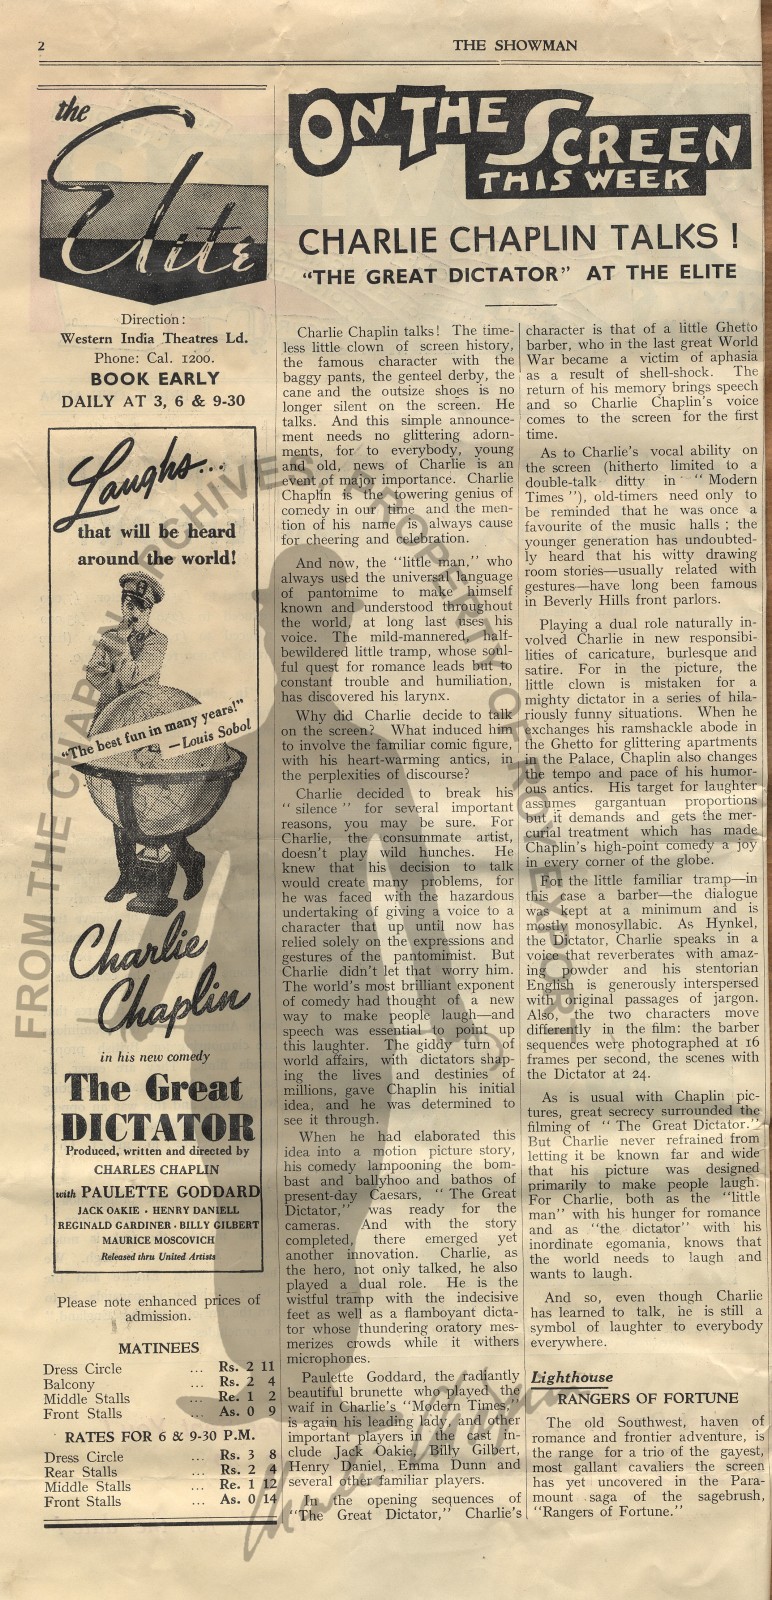 2
THE SHOWMAN
the
Elite
Direction:
Western India Theatres Ld.
Phone: Cal. 1200.
BOOK EARLY
DAILY AT 3, 6 & 9-30
Laughs...
that will be heard
around the world!
"The best fun in many years!"
—Louis Sobol
Charlie
Chaplin
in his new comedy
The Great
DICTATOR
Produced, written and directed by
CHARLES CHAPLIN
with PAULETTE GODDARD
JACK OAKIE · HENRY DANIELL
REGINALD GARDINER · BILLY GILBERT
MAURICE MOSCOVICH
Released thru United Artists
Please note enhanced prices of
admission.
MATINEES
Dress Circle ... Rs. 2 11
Balcony ... Rs. 2 4
Middle Stalls ... Re. 1 2
Front Stalls ... As. 0 9
RATES FOR 6 & 9-30 P.M.
Dress Circle ... Rs. 3 8
Rear Stalls ... Rs. 2 4
Middle Stalls ... Re. 1 12
Front Stalls ... As. 0 14
ON THE SCREEN
THIS WEEK
CHARLIE CHAPLIN TALKS !
"THE GREAT DICTATOR" AT THE ELITE
Charlie Chaplin talks! The time-
less little clown of screen history,
the famous character with the
baggy pants, the genteel derby, the
cane and the outsize shoes is no
longer silent on the screen. He
talks. And this simple announce-
ment needs no glittering adorn-
ments, for to everybody, young
and old, news of Charlie is an
event of major importance. Charlie
Chaplin is the towering genius of
comedy in our time and the men-
tion of his name is always cause
for cheering and celebration.
And now, the "little man," who
always used the universal language
of pantomime to make himself
known and understood throughout
the world, at long last uses his
voice. The mild-mannered, half-
bewildered little tramp, whose soul-
ful quest for romance leads but to
constant trouble and humiliation,
has discovered his larynx.
Why did Charlie decide to talk
on the screen? What induced him
to involve the familiar comic figure,
with his heart-warming antics, in
the perplexities of discourse?
Charlie decided to break his
"silence" for several important
reasons, you may be sure. For
Charlie, the consummate artist,
doesn't play wild hunches. He
knew that his decision to talk
would create many problems, for
he was faced with the hazardous
undertaking of giving a voice to a
character that up until now has
relied solely on the expressions and
gestures of the pantomimist. But
Charlie didn't let that worry him.
The world's most brilliant exponent
of comedy had thought of a new
way to make people laugh—and
speech was essential to point up
this laughter. The giddy turn of
world affairs, with dictators shap-
ing the lives and destinies of
millions, gave Chaplin his initial
idea, and he was determined to
see it through.
When he had elaborated this
idea into a motion picture story,
his comedy lampooning the bom-
bast and ballyhoo and bathos of
present-day Caesars, "The Great
Dictator," was ready for the
cameras. And with the story
completed, there emerged yet
another innovation. Charlie, as
the hero, not only talked, he also
played a dual role. He is the
wistful tramp with the indecisive
feet as well as a flamboyant dicta-
tor whose thundering oratory mes-
merizes crowds while it withers
microphones.
Paulette Goddard, the radiantly
beautiful brunette who played the
waif in Charlie's "Modern Times,"
is again his leading lady, and other
important players in the cast in-
clude Jack Oakie, Billy Gilbert,
Henry Daniel, Emma Dunn and
several other familiar players.
In the opening sequences of
"The Great Dictator," Charlie's
character is that of a little Ghetto
barber, who in the last great World
War became a victim of aphasia
as a result of shell-shock. The
return of his memory brings speech
and so Charlie Chaplin's voice
comes to the screen for the first
time.
As to Charlie's vocal ability on
the screen (hitherto limited to a
double-talk ditty in "Modern
Times"), old-timers need only to
be reminded that he was once a
favourite of the music halls; the
younger generation has undoubted-
ly heard that his witty drawing
room stories—usually related with
gestures—have long been famous
in Beverly Hills front parlors.
Playing a dual role naturally in-
volved Charlie in new responsibi-
lities of caricature, burlesque and
satire. For in the picture, the
little clown is mistaken for a
mighty dictator in a series of hila-
riously funny situations. When he
exchanges his ramshackle abode in
the Ghetto for glittering apartments
in the Palace, Chaplin also changes
the tempo and pace of his humor-
ous antics. His target for laughter
assumes gargantuan proportions
but it demands and gets the mer-
curial treatment which has made
Chaplin's high-point comedy a joy
in every corner of the globe.
For the little familiar tramp—in
this case a barber—the dialogue
was kept at a minimum and is
mostly monosyllabic. As Hynkel,
the Dictator, Charlie speaks in a
voice that reverberates with amaz-
ing powder and his stentorian
English is generously interspersed
with original passages of jargon.
Also, the two characters move
differently in the film: the barber
sequences were photographed at 16
frames per second, the scenes with
the Dictator at 24.
As is usual with Chaplin pic-
tures, great secrecy surrounded the
filming of "The Great Dictator."
But Charlie never refrained from
letting it be known far and wide
that his picture was designed
primarily to make people laugh.
For Charlie, both as the "little
man" with his hunger for romance
and as "the dictator" with his
inordinate egomania, knows that
the world needs to laugh and
wants to laugh.
And so, even though Charlie
has learned to talk, he is still a
symbol of laughter to everybody
everywhere.
Lighthouse
RANGERS OF FORTUNE
The old Southwest, haven of
romance and frontier adventure, is
the range for a trio of the gayest,
most gallant cavaliers the screen
has yet uncovered in the Para-
mount saga of the sagebrush,
"Rangers of Fortune."
FROM THE CHAPLIN ARCHIVES. PROPERTY OF ROY EXPORT